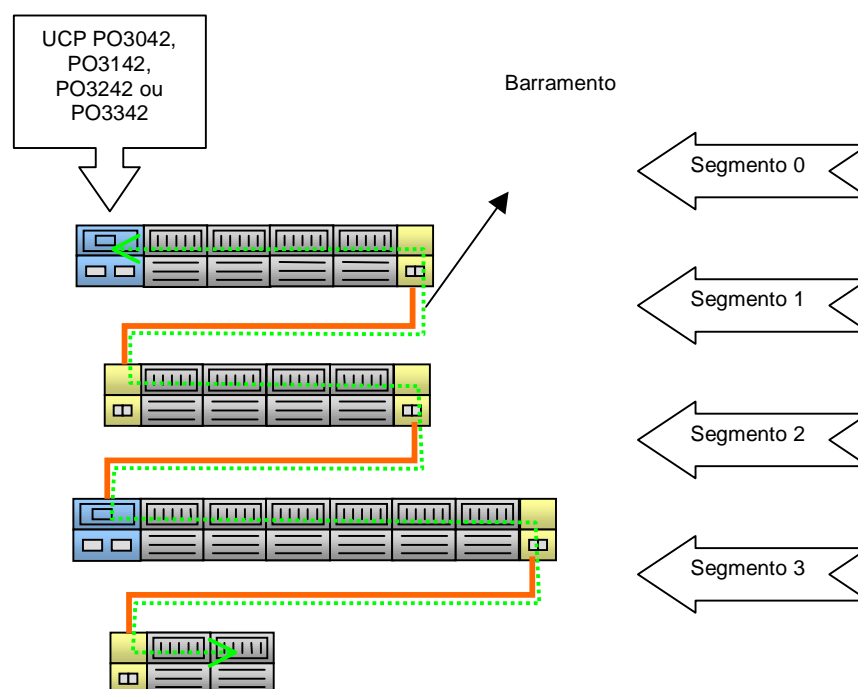 UCP PO3042,
PO3142,
PO3242 ou
PO3342
Barramento
Segmento 0
Segmento 1
Segmento 2
Segmento 3